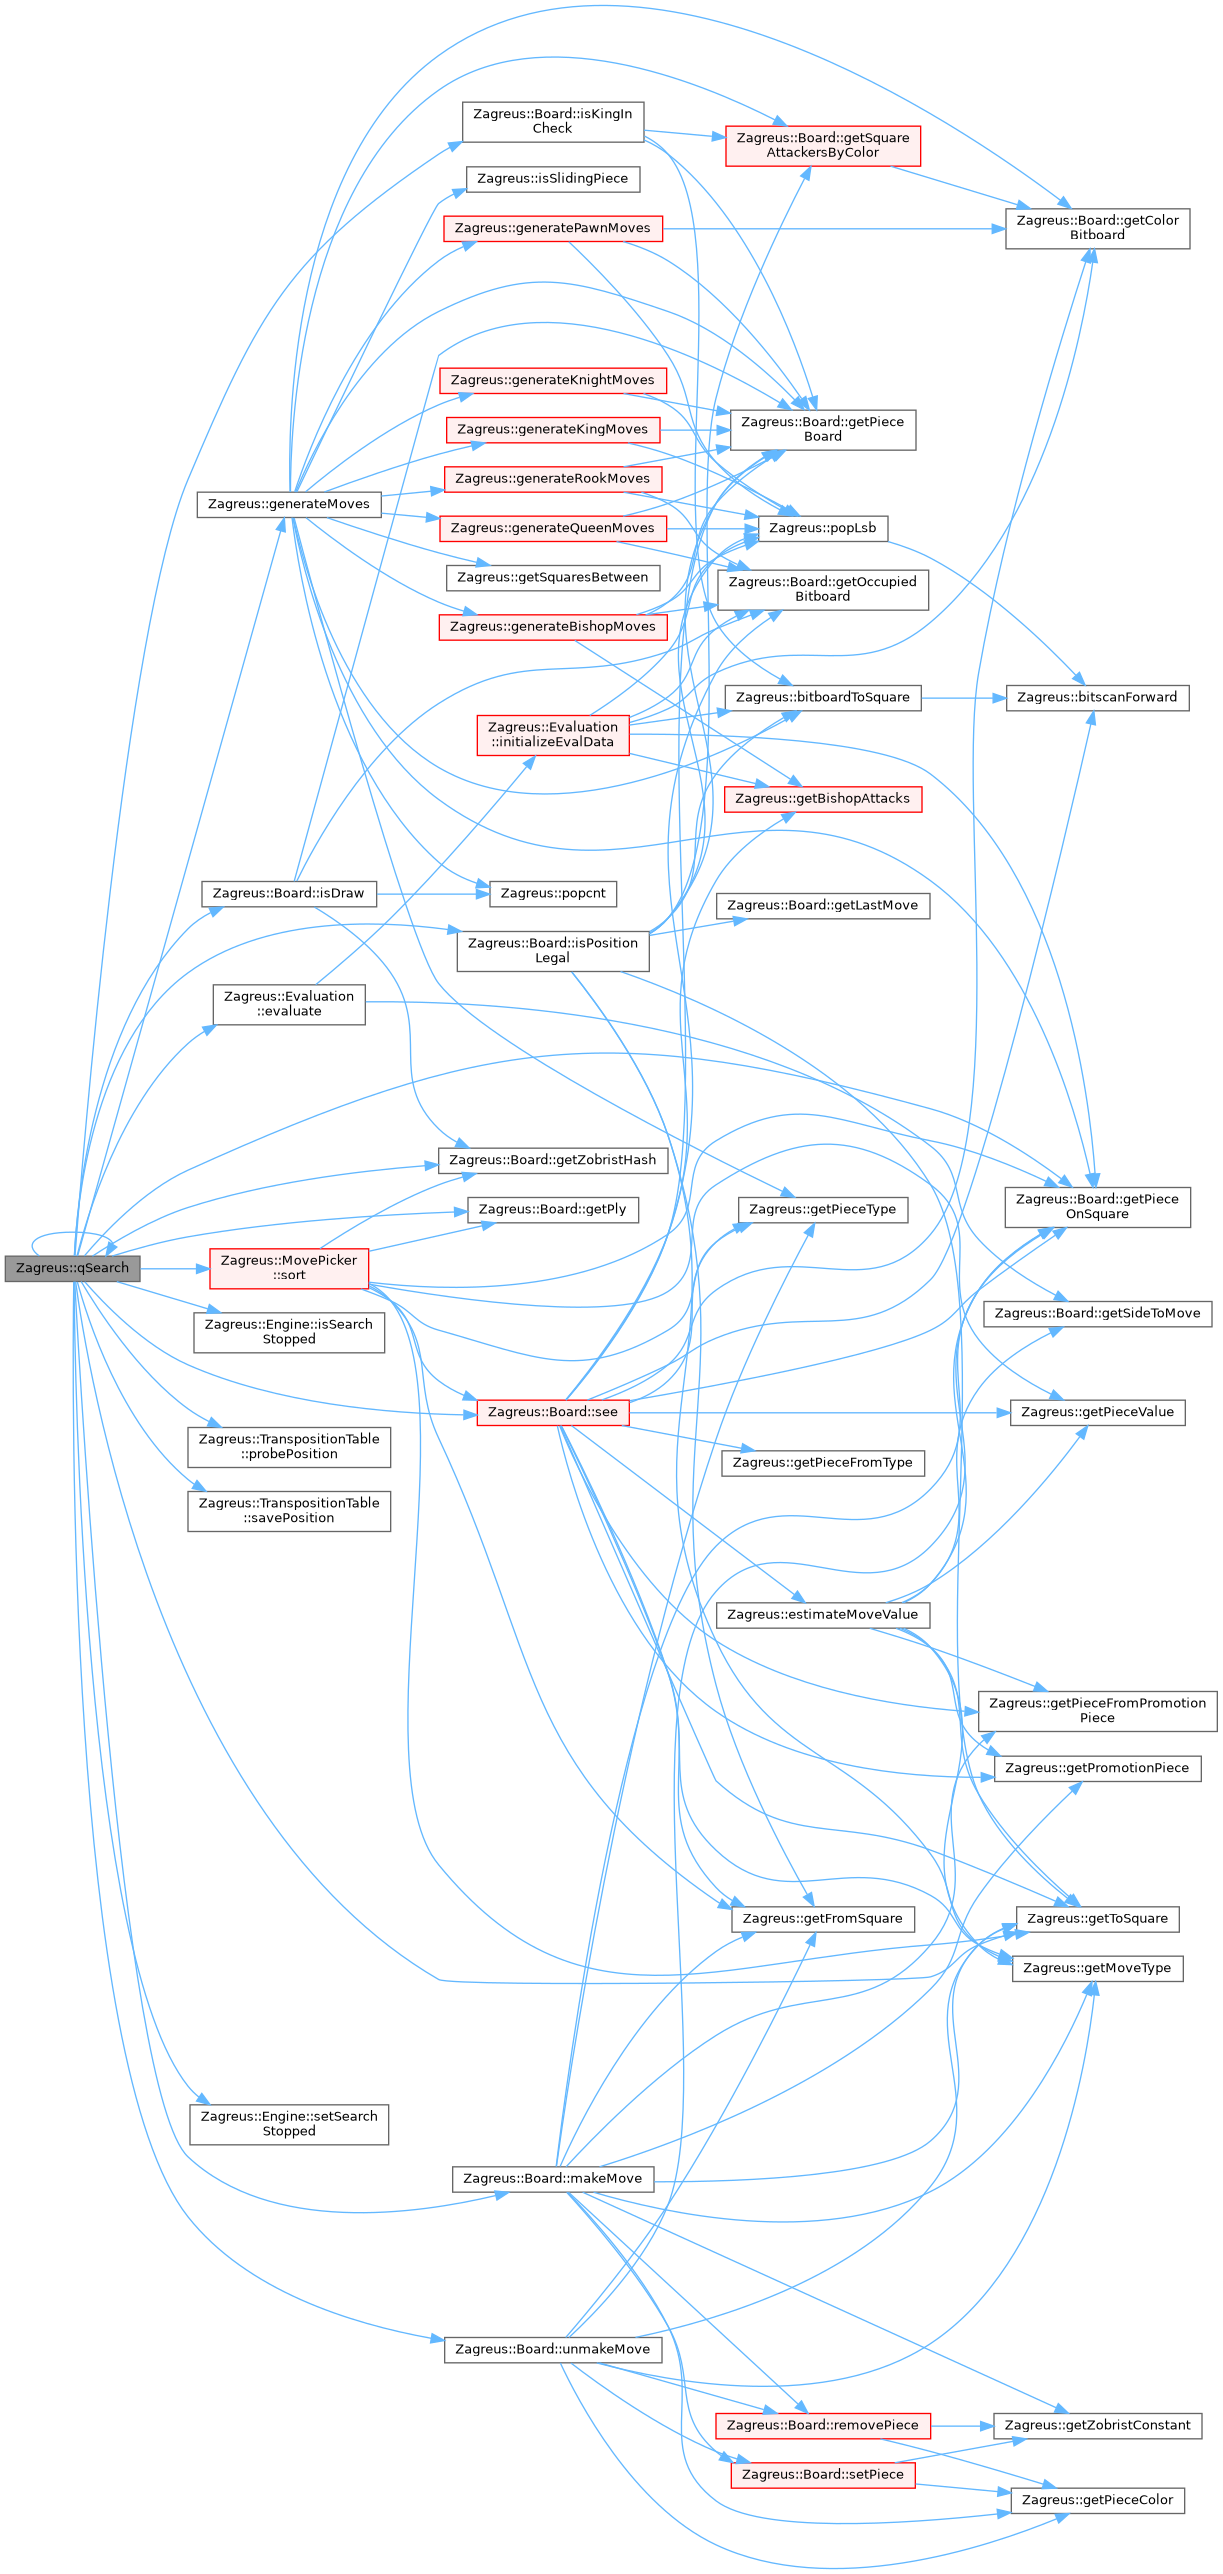 Zagreus::Board::isKingIn
Check
Zagreus::Board::getSquare
AttackersByColor
Zagreus::isSlidingPiece
Zagreus::generatePawnMoves
Zagreus::Board::getColor
Bitboard
Zagreus::generateKnightMoves
Zagreus::generateKingMoves
Zagreus::Board::getPiece
Board
Zagreus::generateRookMoves
Zagreus::generateMoves
Zagreus::generateQueenMoves
Zagreus::popLsb
Zagreus::getSquaresBetween
Zagreus::Board::getOccupied
Bitboard
Zagreus::generateBishopMoves
Zagreus::bitboardToSquare
Zagreus::bitscanForward
Zagreus::Evaluation
::initializeEvalData
Zagreus::getBishopAttacks
Zagreus::Board::isDraw
Zagreus::popcnt
Zagreus::Board::getLastMove
Zagreus::Board::isPosition
Legal
Zagreus::Evaluation
::evaluate
Zagreus::Board::getZobristHash
Zagreus::Board::getPly
Zagreus::getPieceType
Zagreus::Board::getPiece
OnSquare
Zagreus::qSearch
Zagreus::MovePicker
::sort
Zagreus::Engine::isSearch
Stopped
Zagreus::Board::getSideToMove
Zagreus::Board::see
Zagreus::getPieceValue
Zagreus::TranspositionTable
::probePosition
Zagreus::getPieceFromType
Zagreus::TranspositionTable
::savePosition
Zagreus::estimateMoveValue
Zagreus::getPieceFromPromotion
Piece
Zagreus::getPromotionPiece
Zagreus::getFromSquare
Zagreus::getToSquare
Zagreus::getMoveType
Zagreus::Engine::setSearch
Stopped
Zagreus::Board::makeMove
Zagreus::Board::unmakeMove
Zagreus::Board::removePiece
Zagreus::getZobristConstant
Zagreus::Board::setPiece
Zagreus::getPieceColor